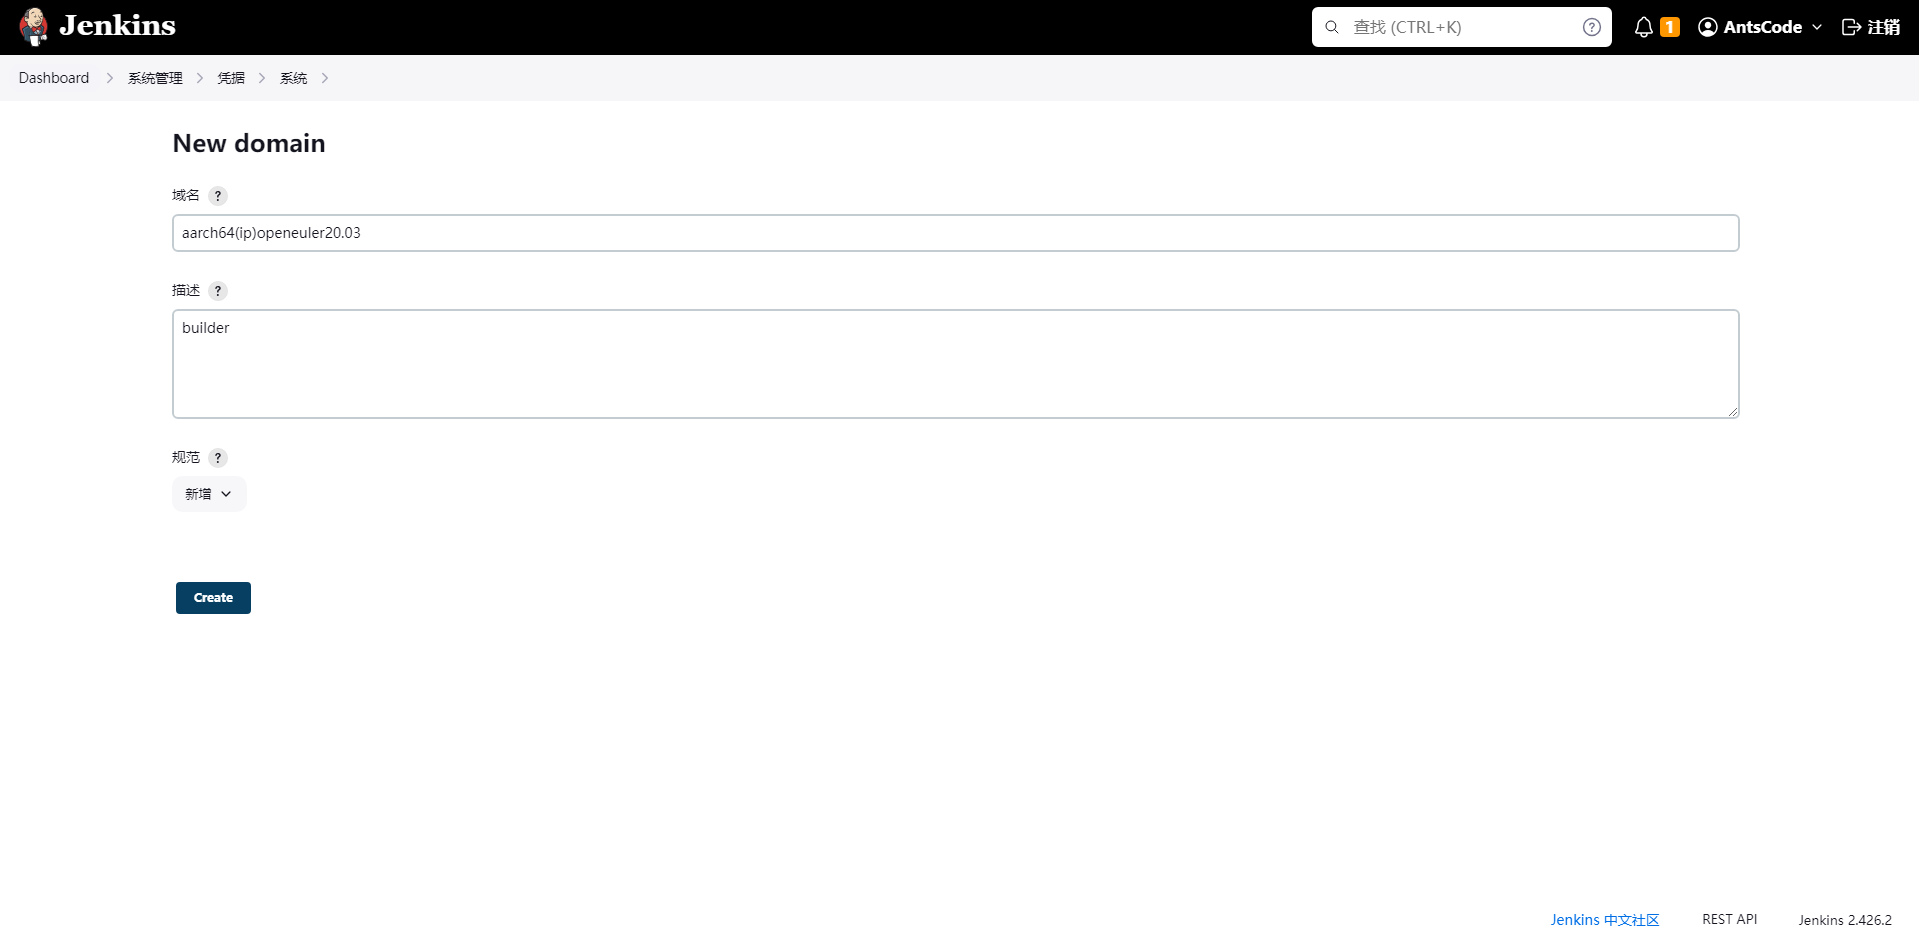 Jenkins
查找 (CTRL+K)
?
1
AntsCode
注销
Dashboard
系统管理
凭据
系统
New domain
域名 ?
aarch64(ip)openeuler20.03
描述 ?
builder
规范 ?
新增
Create
Jenkins 中文社区
REST API
Jenkins 2.426.2